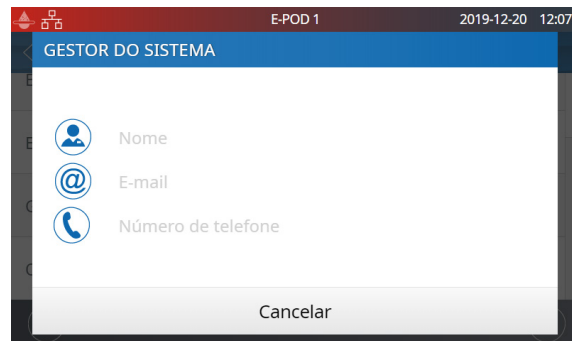 E-POD 1 2019-12-20 12:07
GESTOR DO SISTEMA
Nome
@ E-mail
Número de telefone
Cancelar